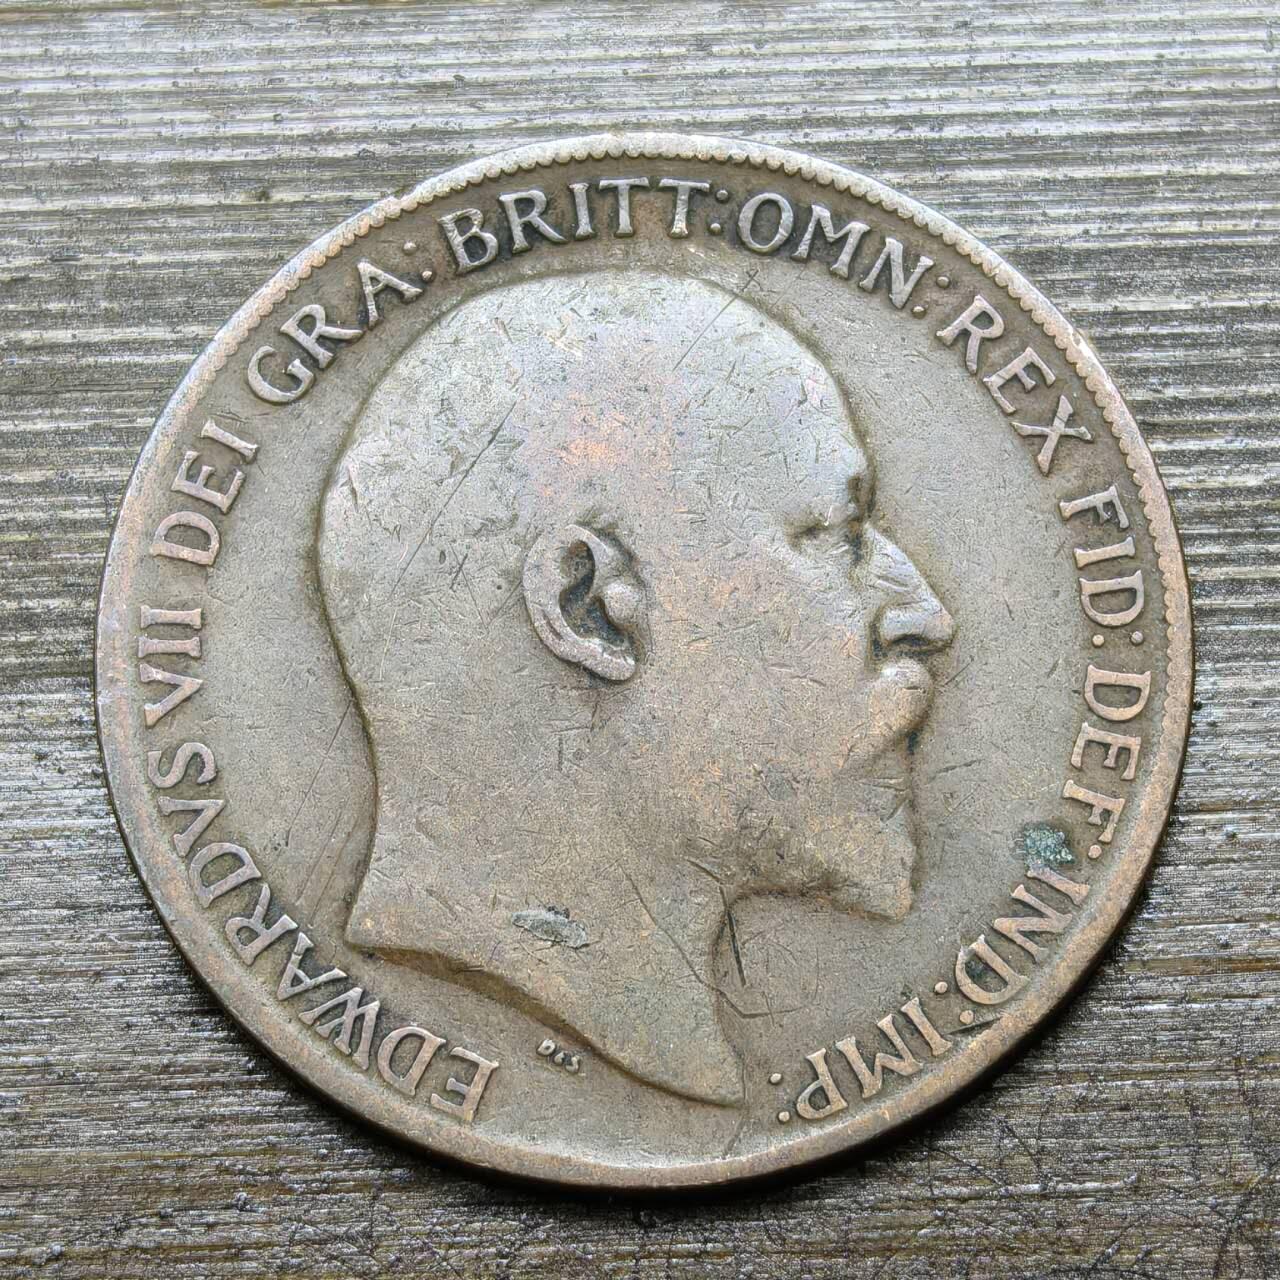 EDWARDVS VII DEI GRA: BRITT: OMN: REX FID: DEF: IND: IMP:
DES